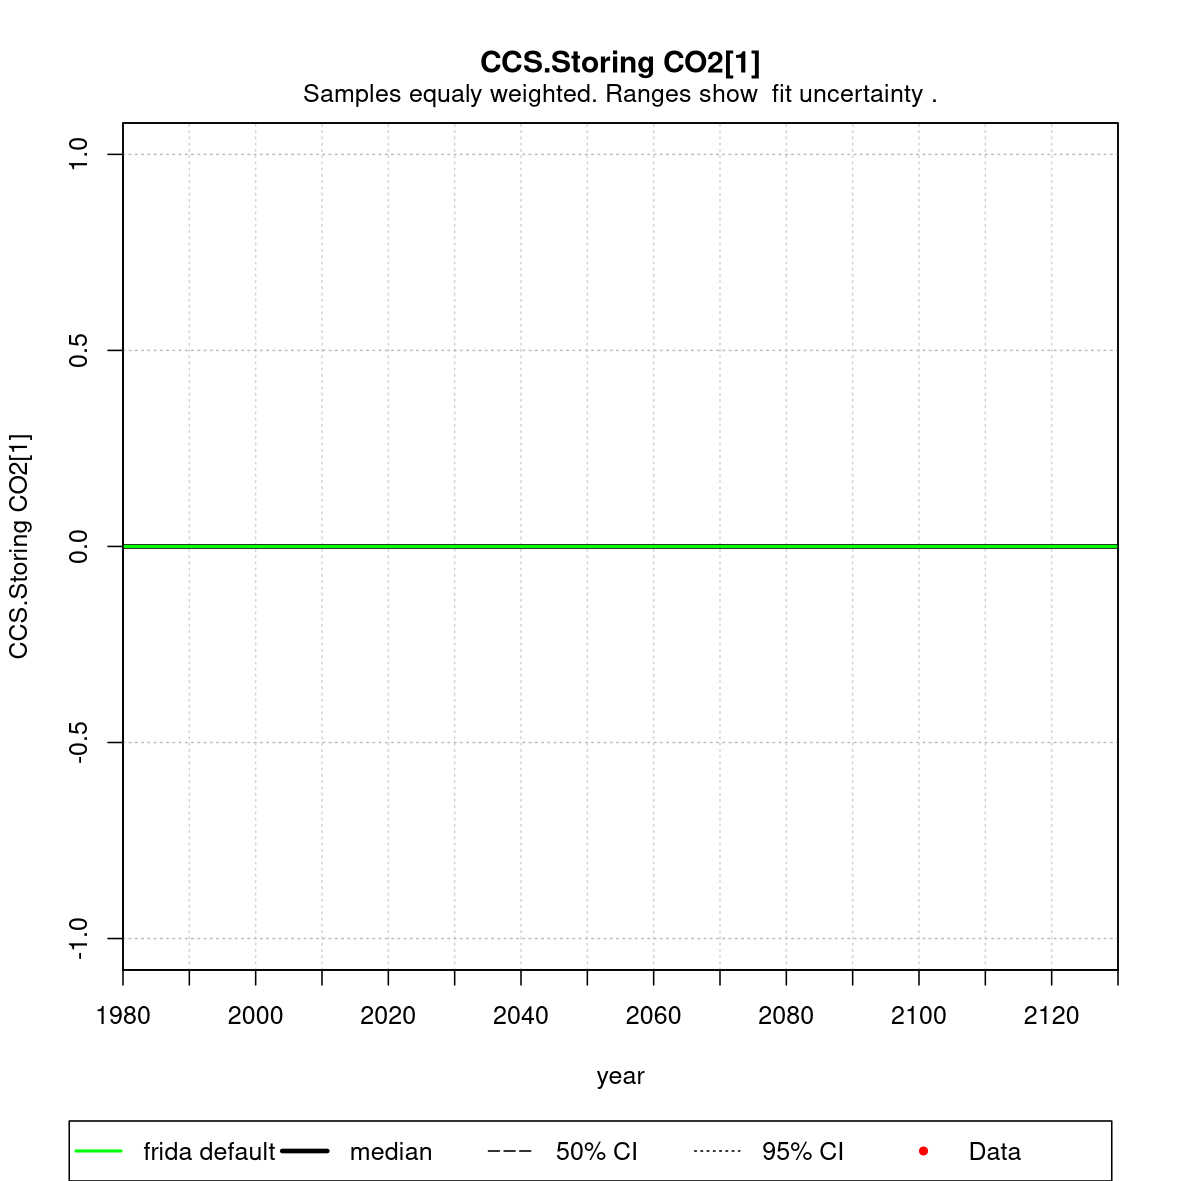 CCS.Storing CO2[1]
Samples equaly weighted. Ranges show  fit uncertainty .
CCS.Storing CO2[1]
1.0
0.5
0.0
-0.5
-1.0
1980 2000 2020 2040 2060 2080 2100 2120
year
frida default median 50% CI 95% CI Data